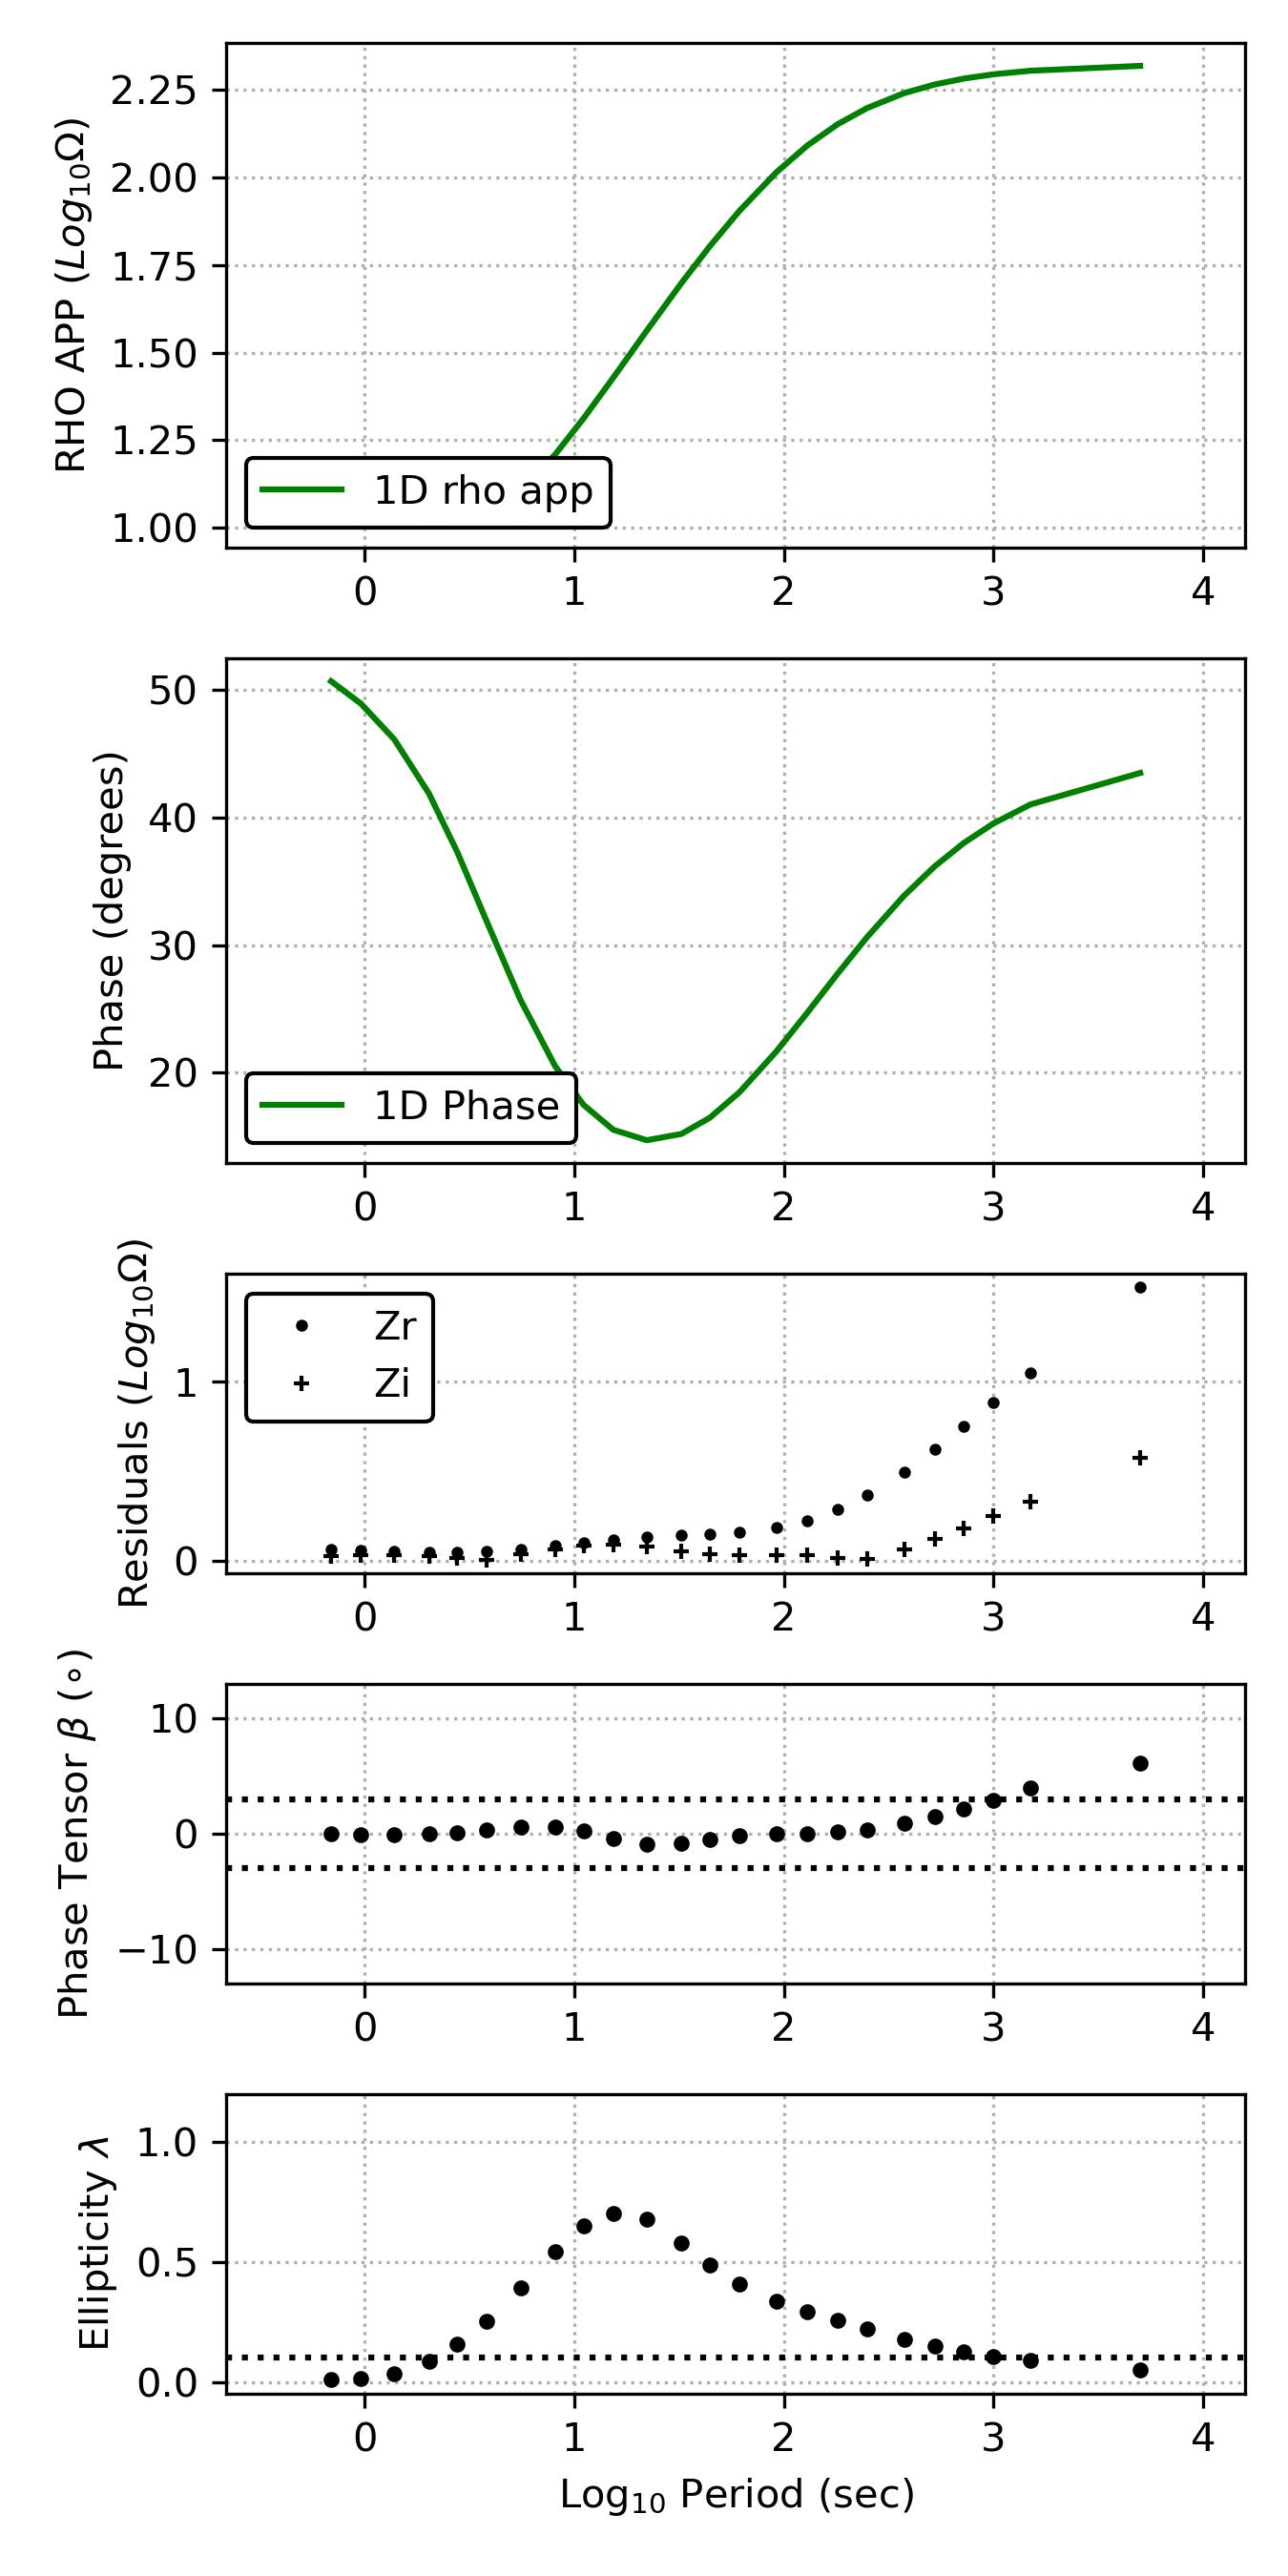 RHO APP (Log₁₀Ω)
2.25
2.00
1.75
1.50
1.25
1.00
1D rho app
0 1 2 3 4
Phase (degrees)
50
40
30
20
1D Phase
0 1 2 3 4
Residuals (Log₁₀Ω)
1
0
Zr
Zi
0 1 2 3 4
Phase Tensor β (∘)
10
0
−10
0 1 2 3 4
Ellipticity λ
1.0
0.5
0.0
0 1 2 3 4
Log₁₀ Period (sec)